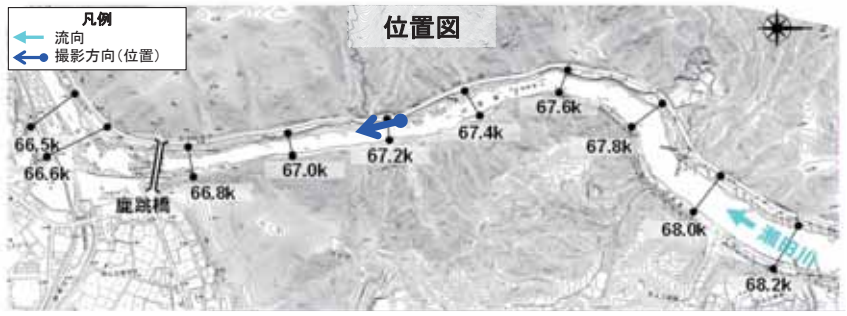 位置図
凡例
流向
撮影方向(位置)
66.5k
66.6k
鹿跳橋
66.8k
67.0k
67.2k
67.4k
67.6k
67.8k
68.0k
瀬田川
68.2k